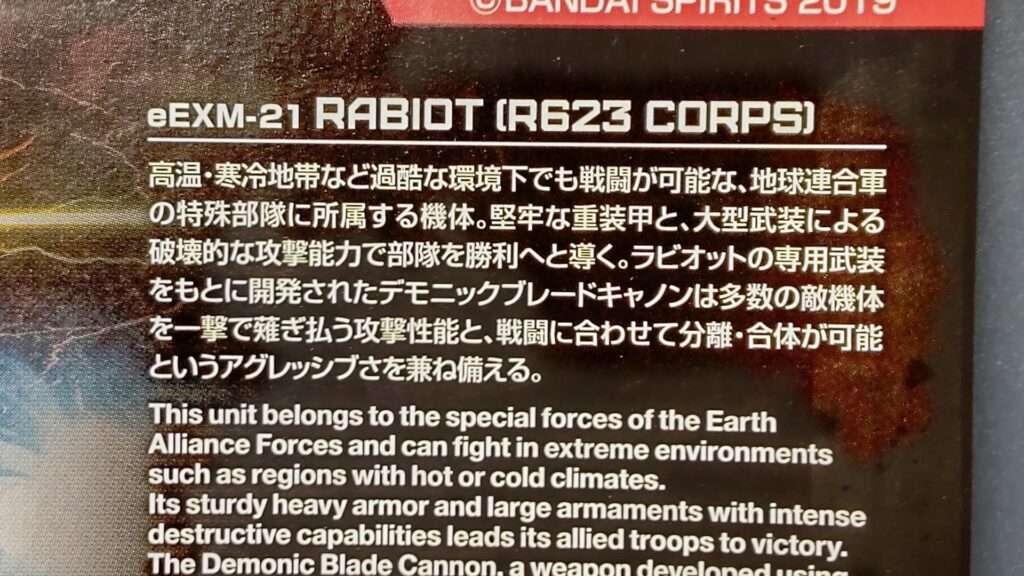 ©BANDAI SPIRITS 2019
eEXM-21 RABIOT (R623 CORPS)
高温・寒冷地帯など過酷な環境下でも戦闘が可能な、地球連合軍
の特殊部隊に所属する機体。堅牢な重装甲と、大型武装による
破壊的な攻撃能力で部隊を勝利へと導く。ラビオットの専用武装
をもとに開発されたデモニックブレードキャノンは多数の敵機体
を一撃で薙ぎ払う攻撃性能と、戦闘に合わせて分離・合体が可能
というアグレッシブさを兼ね備える。
This unit belongs to the special forces of the Earth
Alliance Forces and can fight in extreme environments
such as regions with hot or cold climates.
Its sturdy heavy armor and large armaments with intense
destructive capabilities leads its allied troops to victory.
The Demonic Blade Cannon, a weapon developed using